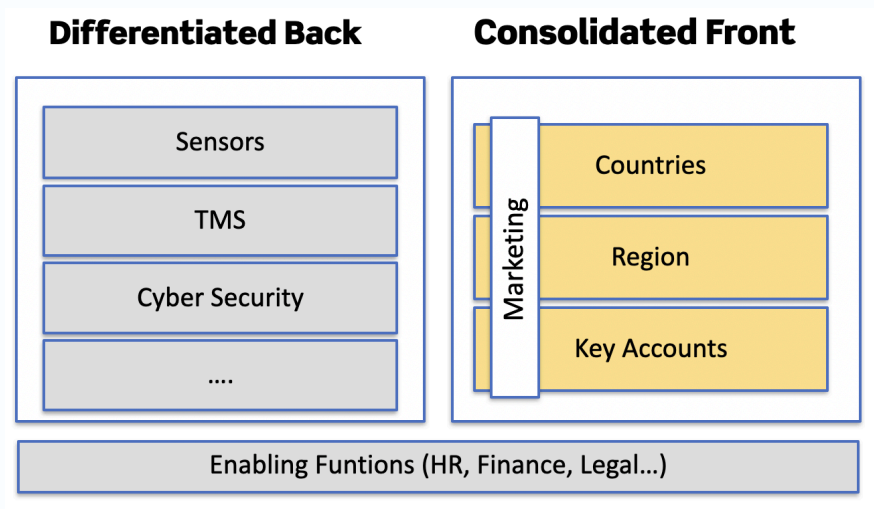 Differentiated Back
Consolidated Front
Sensors
TMS
Cyber Security
....
Marketing
Countries
Region
Key Accounts
Enabling Funtions (HR, Finance, Legal...)